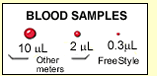 BLOOD SAMPLES
10 µL 2 µL 0.3µL
Other meters FreeStyle